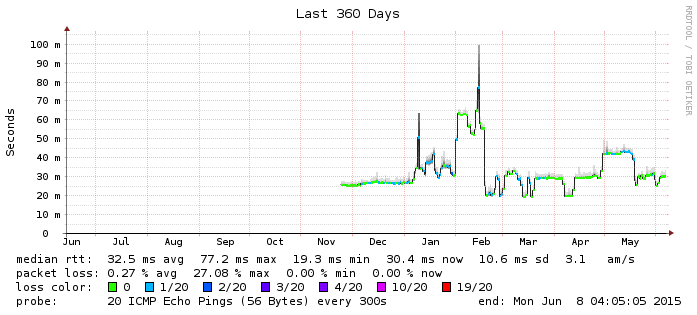 Last 360 Days
RRDTOOL / TOBI OETIKER
Seconds
100 m
90 m
80 m
70 m
60 m
50 m
40 m
30 m
20 m
10 m
0
Jun Jul Aug Sep Oct Nov Dec Jan Feb Mar Apr May
median rtt: 32.5 ms avg 77.2 ms max 19.3 ms min 30.4 ms now 10.6 ms sd 3.1 am/s
packet loss: 0.27 % avg 27.08 % max 0.00 % min 0.00 % now
loss color: 0 1/20 2/20 3/20 4/20 10/20 19/20
probe: 20 ICMP Echo Pings (56 Bytes) every 300s end: Mon Jun 8 04:05:05 2015